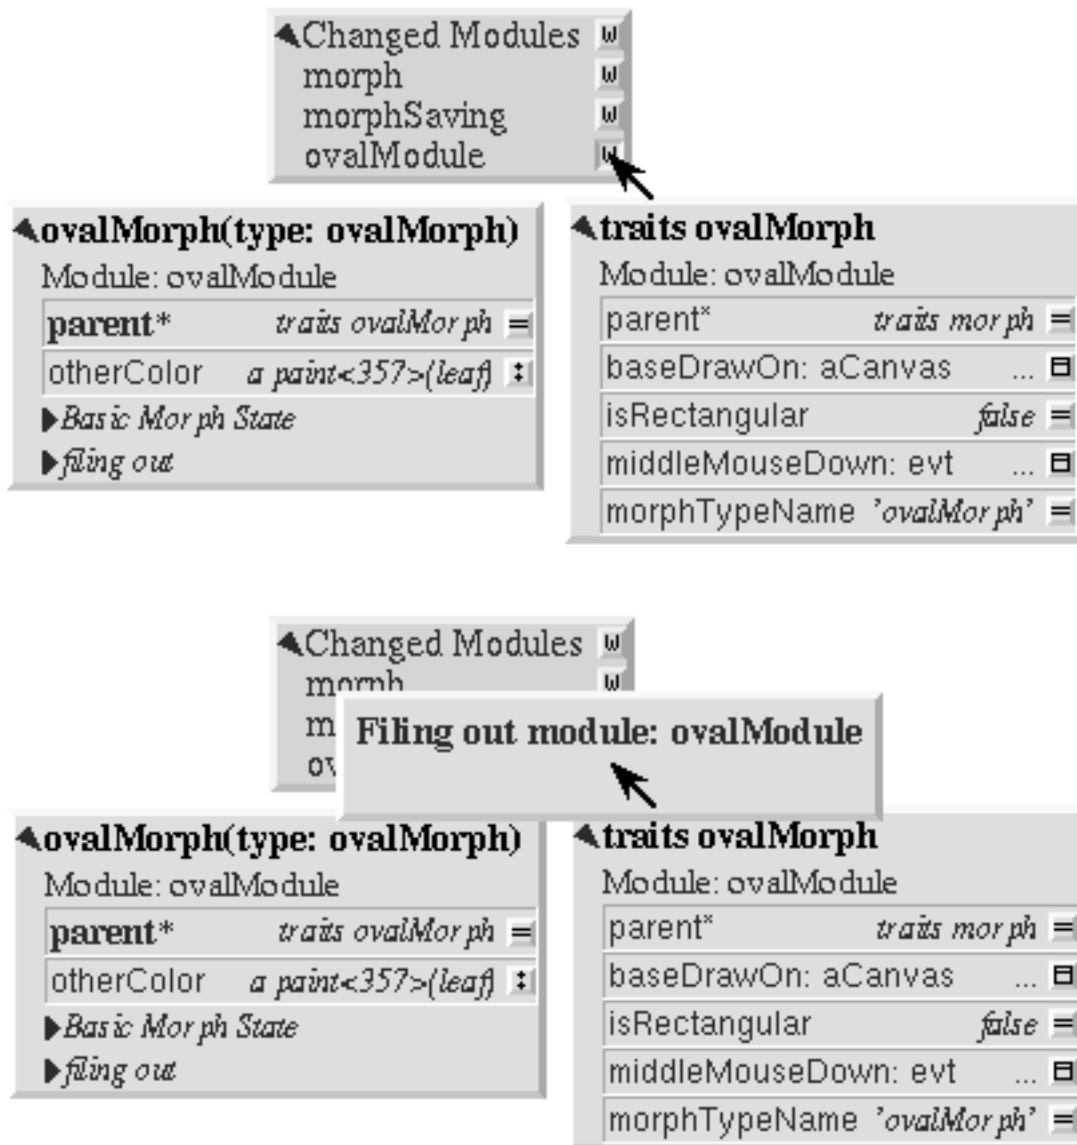 Changed Modules W
morph W
morphSaving W
ovalModule W
ovalMorph(type: ovalMorph)
Module: ovalModule
parent* traits ovalMorph =
otherColor a paint<357>(leaf) :
Basic Morph State
filing out
traits ovalMorph
Module: ovalModule
parent* traits morph =
baseDrawOn: aCanvas ...
isRectangular false =
middleMouseDown: evt ...
morphTypeName 'ovalMorph' =
Changed Modules W
morph W
m
ov
Filing out module: ovalModule
ovalMorph(type: ovalMorph)
Module: ovalModule
parent* traits ovalMorph =
otherColor a paint<357>(leaf) :
Basic Morph State
filing out
traits ovalMorph
Module: ovalModule
parent* traits morph =
baseDrawOn: aCanvas ...
isRectangular false =
middleMouseDown: evt ...
morphTypeName 'ovalMorph' =